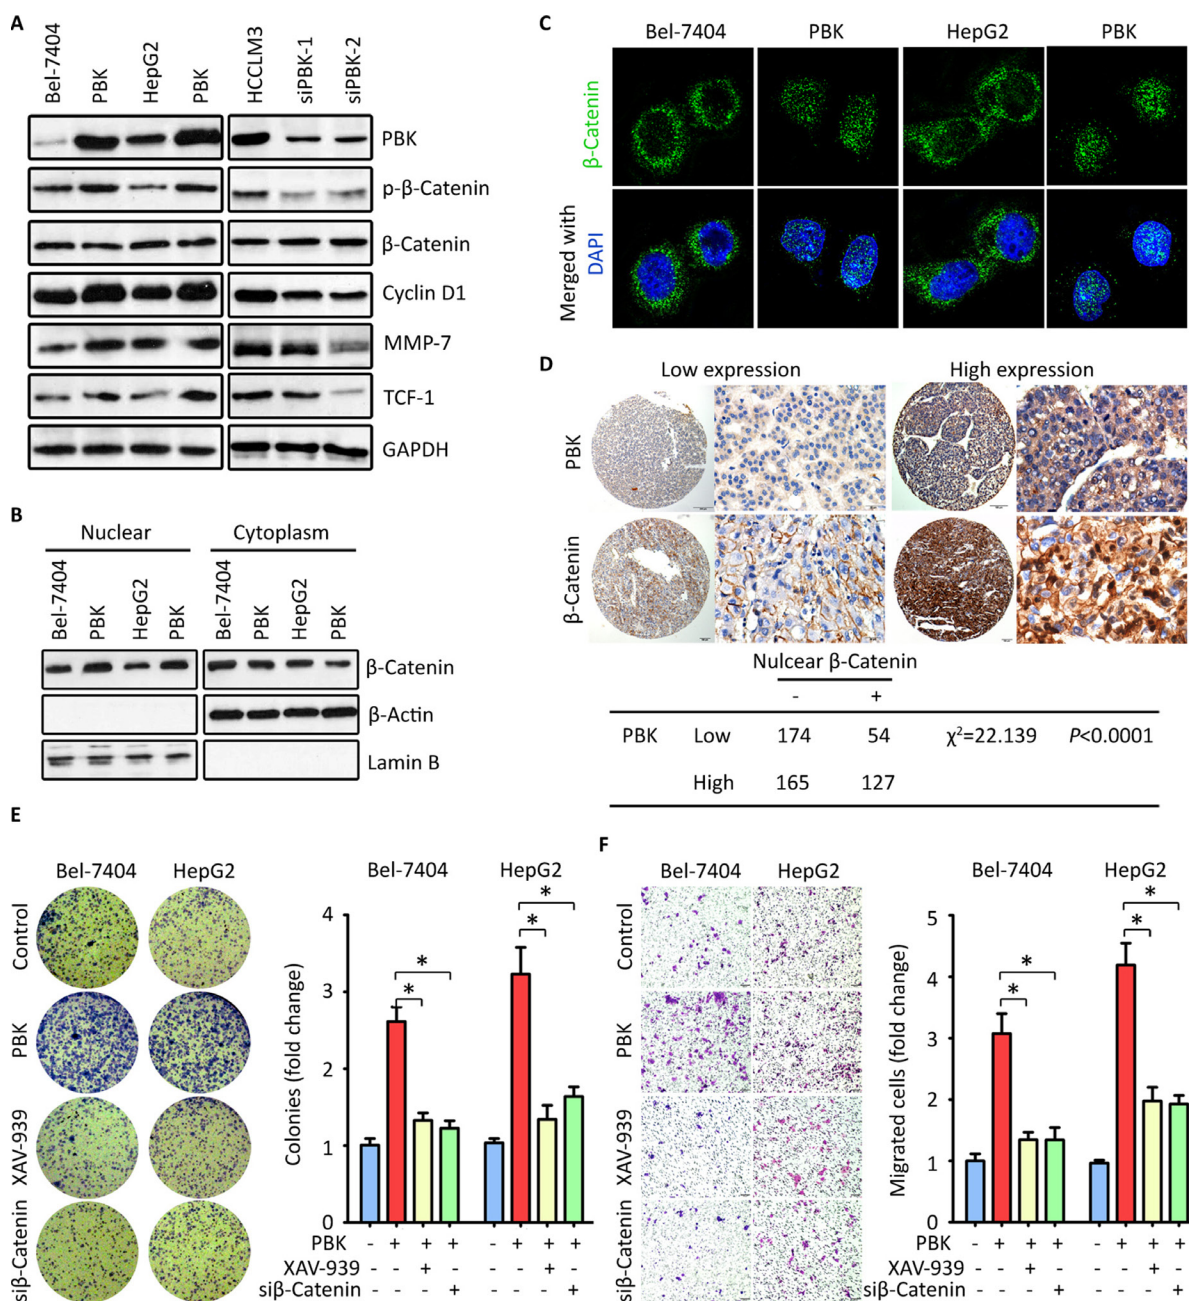 A
Bel-7404 PBK HepG2 PBK HCCLM3 siPBK-1 siPBK-2
PBK
p-β-Catenin
β-Catenin
Cyclin D1
MMP-7
TCF-1
GAPDH
B
Nuclear Cytoplasm
Bel-7404 PBK HepG2 PBK Bel-7404 PBK HepG2 PBK
β-Catenin
β-Actin
Lamin B
C
Bel-7404 PBK HepG2 PBK
β-Catenin
Merged with
DAPI
D
Low expression High expression
PBK
β-Catenin
Nulcear β-Catenin
- +
PBK Low 174 54 χ²=22.139 P<0.0001
High 165 127
E
Bel-7404 HepG2
Control
PBK
XAV-939
siβ-Catenin
Bel-7404 HepG2
Colonies (fold change)
4
3
2
1
0
* * * *
PBK - + + + - + + +
XAV-939 - - + - - - + -
siβ-Catenin - - - + - - - +
F
Bel-7404 HepG2
Control
PBK
XAV-939
siβ-Catenin
Bel-7404 HepG2
Migrated cells (fold change)
5
4
3
2
1
0
* * * *
PBK - + + + - + + +
XAV-939 - - + - - - + -
siβ-Catenin - - - + - - - +